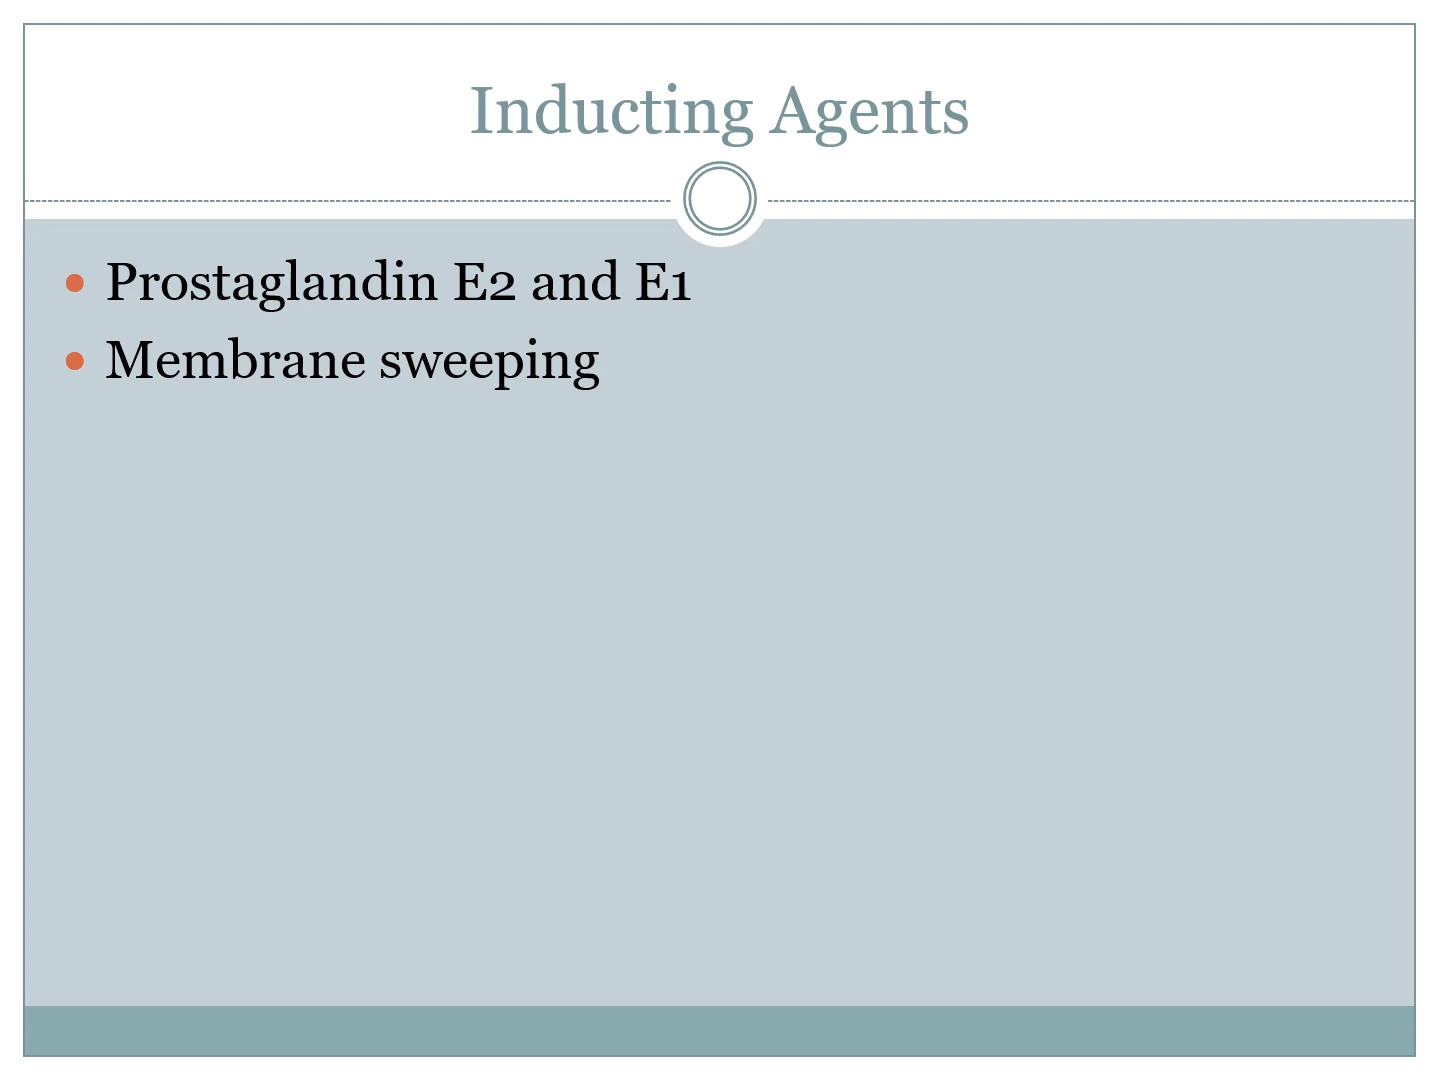 Inducting Agents
• Prostaglandin E2 and E1
• Membrane sweeping